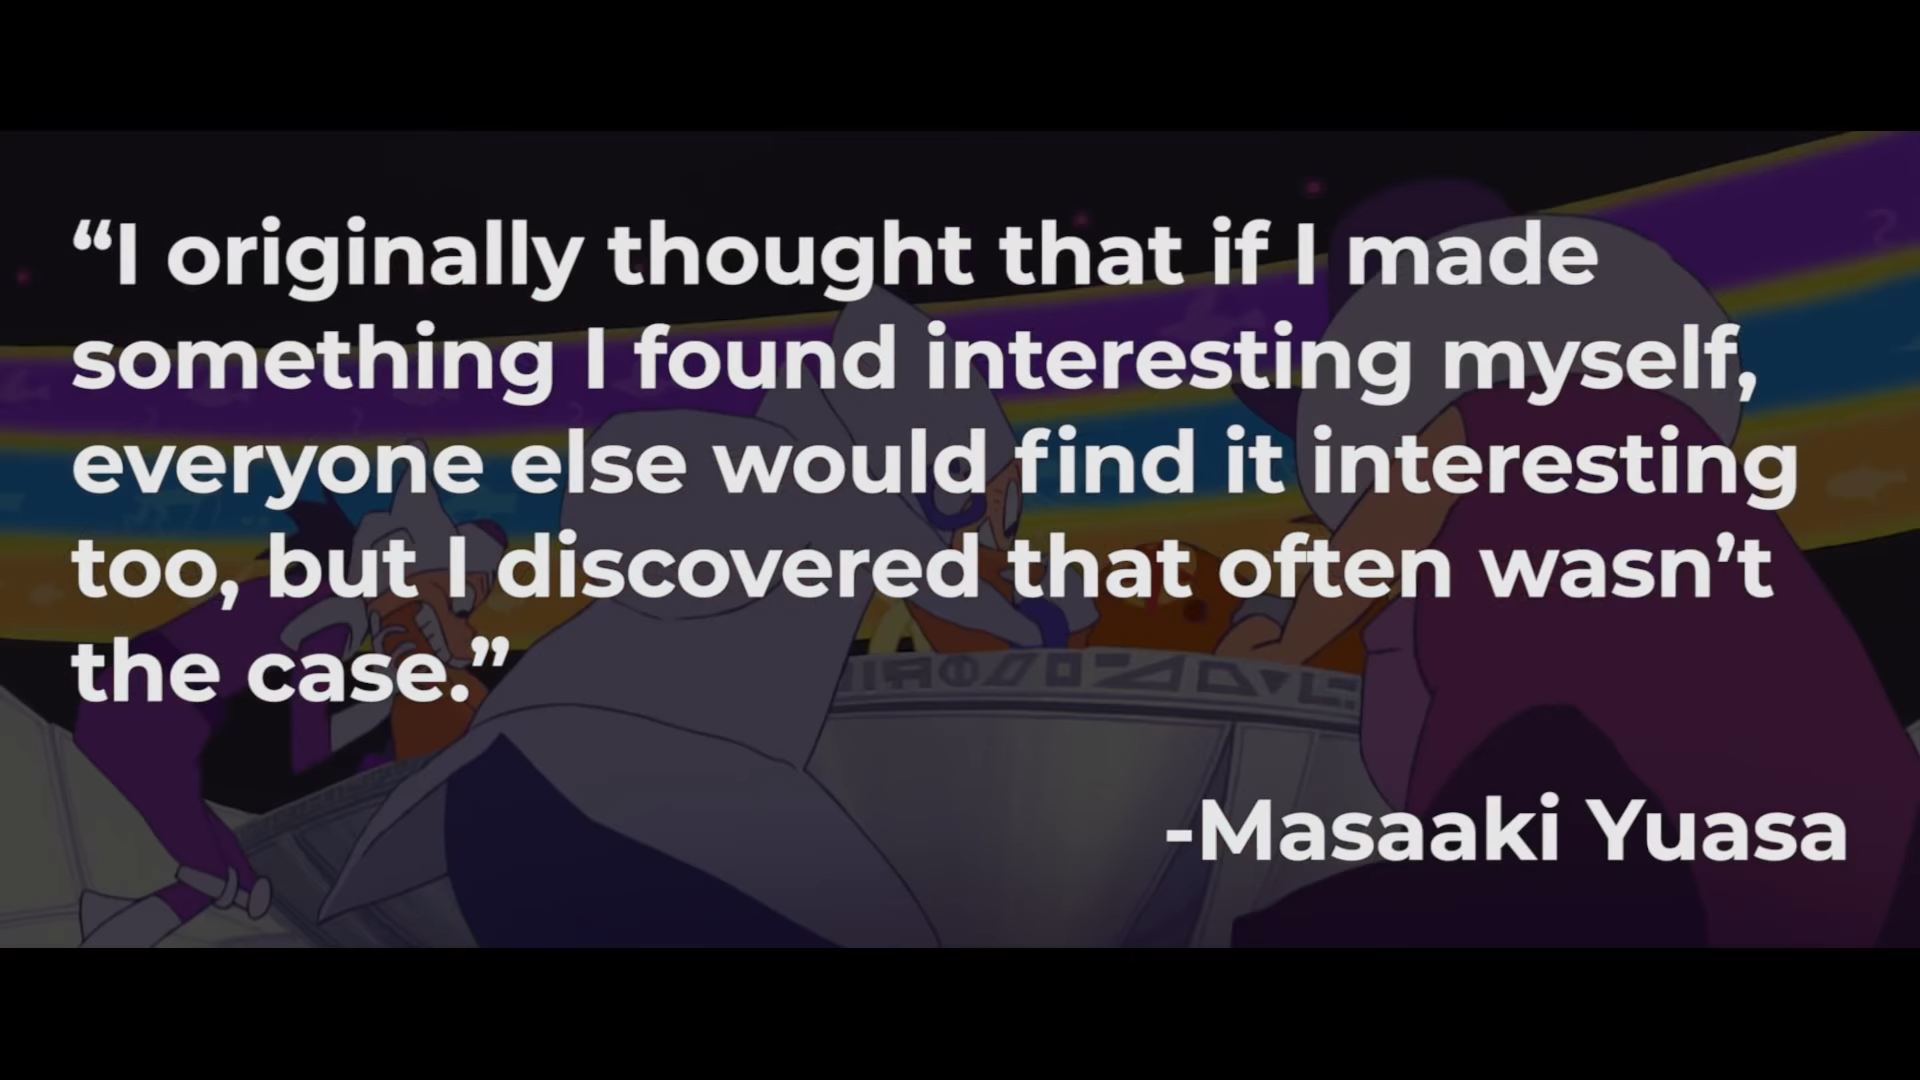 “I originally thought that if I made
something I found interesting myself,
everyone else would find it interesting
too, but I discovered that often wasn’t
the case.”
-Masaaki Yuasa